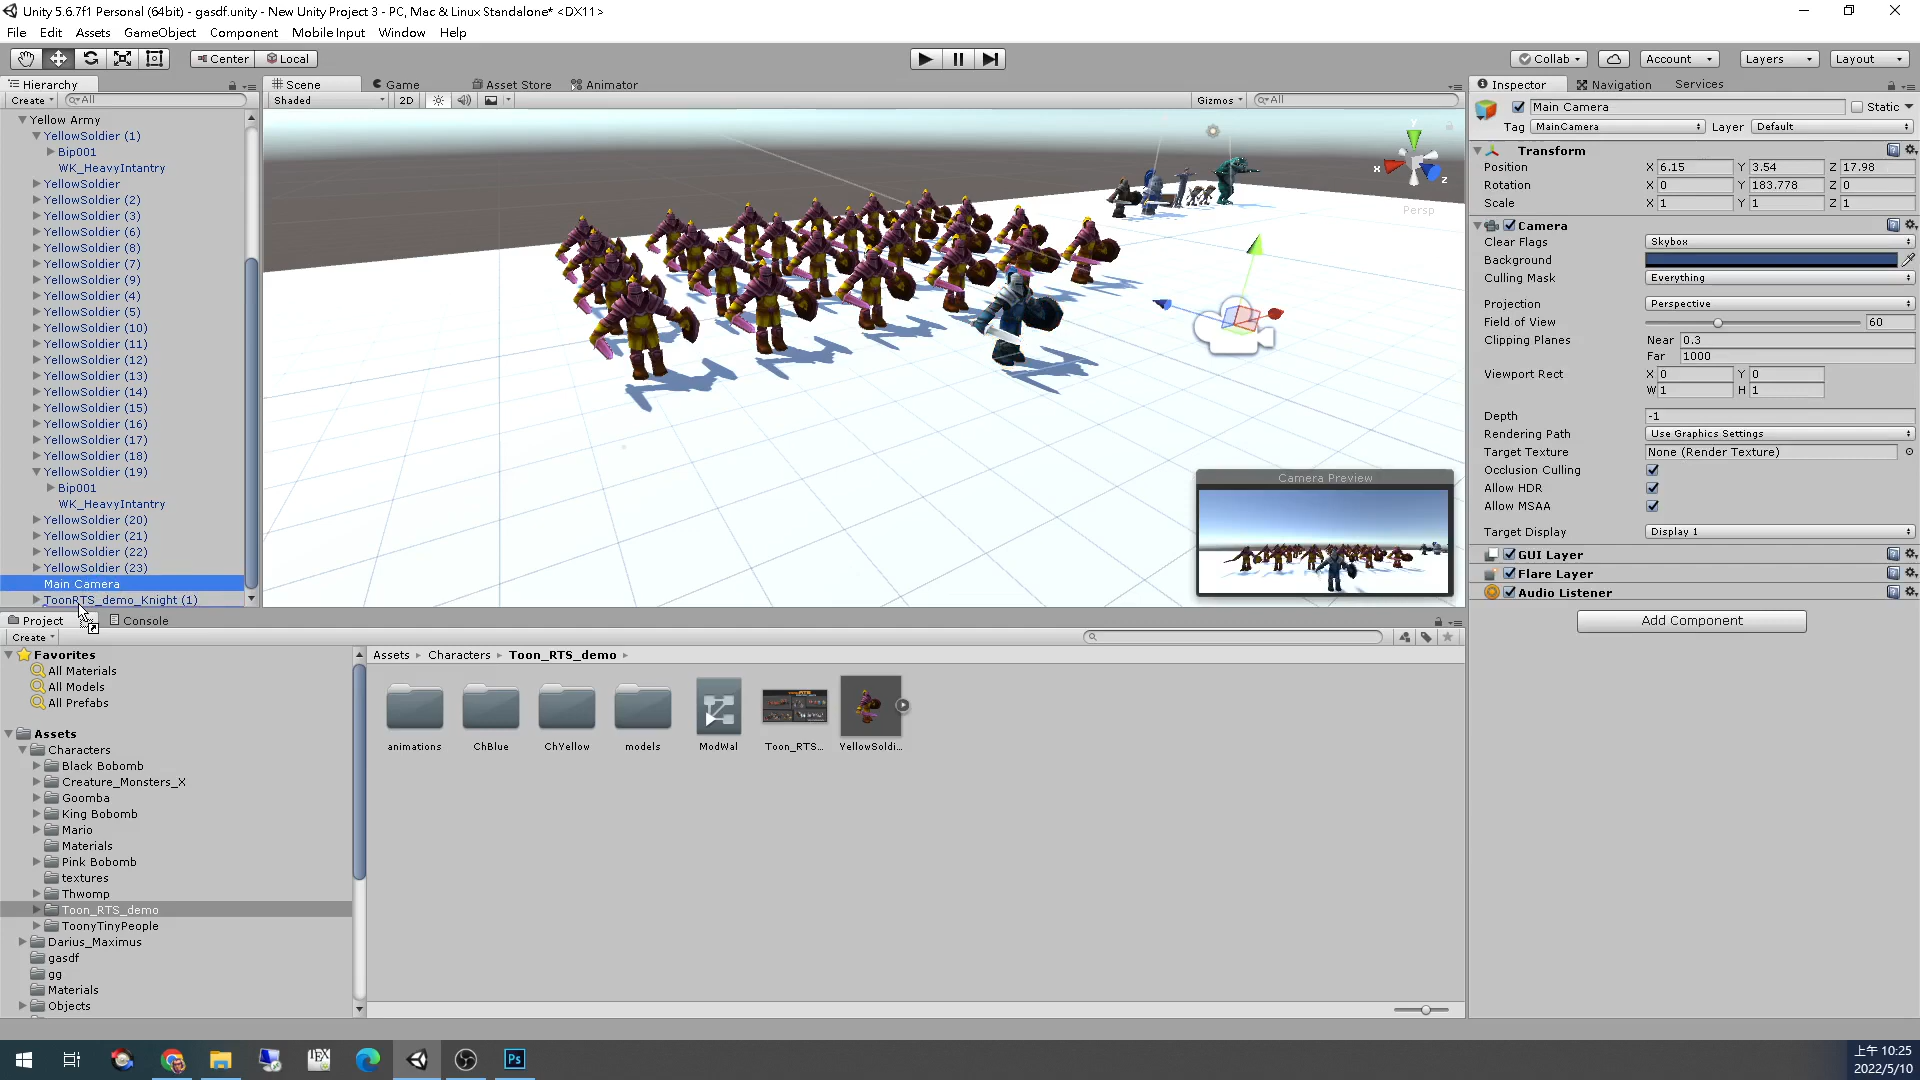 Unity 5.6.7f1 Personal (64bit) - gasdf.unity - New Unity Project 3 - PC, Mac & Linux Standalone* <DX11>
File Edit Assets GameObject Component Mobile Input Window Help
Center Local Collab Account Layers Layout
Hierarchy Scene Game Asset Store Animator Inspector Navigation Services
Create All Shaded 2D Gizmos All Main Camera Static
Tag MainCamera Layer Default
Yellow Army
YellowSoldier (1)
Bip001
WK_HeavyIntantry
YellowSoldier
YellowSoldier (2)
YellowSoldier (3)
YellowSoldier (6)
YellowSoldier (8)
YellowSoldier (7)
YellowSoldier (9)
YellowSoldier (4)
YellowSoldier (5)
YellowSoldier (10)
YellowSoldier (11)
YellowSoldier (12)
YellowSoldier (13)
YellowSoldier (14)
YellowSoldier (15)
YellowSoldier (16)
YellowSoldier (17)
YellowSoldier (18)
YellowSoldier (19)
Bip001
WK_HeavyIntantry
YellowSoldier (20)
YellowSoldier (21)
YellowSoldier (22)
YellowSoldier (23)
Main Camera
ToonRTS_demo_Knight (1)
Y
X
Z
Persp
Camera Preview
Transform
Position X 6.15 Y 3.54 Z 17.98
Rotation X 0 Y 183.778 Z 0
Scale X 1 Y 1 Z 1
Camera
Clear Flags Skybox
Background
Culling Mask Everything
Projection Perspective
Field of View 60
Clipping Planes Near 0.3
Far 1000
Viewport Rect X 0 Y 0
W 1 H 1
Depth -1
Rendering Path Use Graphics Settings
Target Texture None (Render Texture)
Occlusion Culling
Allow HDR
Allow MSAA
Target Display Display 1
GUI Layer
Flare Layer
Audio Listener
Add Component
Project Console
Create
Favorites
All Materials
All Models
All Prefabs
Assets
Characters
Black Bobomb
Creature_Monsters_X
Goomba
King Bobomb
Mario
Materials
Pink Bobomb
textures
Thwomp
Toon_RTS_demo
ToonyTinyPeople
Darius_Maximus
gasdf
gg
Materials
Objects
Assets Characters Toon_RTS_demo
animations ChBlue ChYellow models ModWal Toon_RTS... YellowSoldi...
TEX
Ps
上午 10:25
2022/5/10